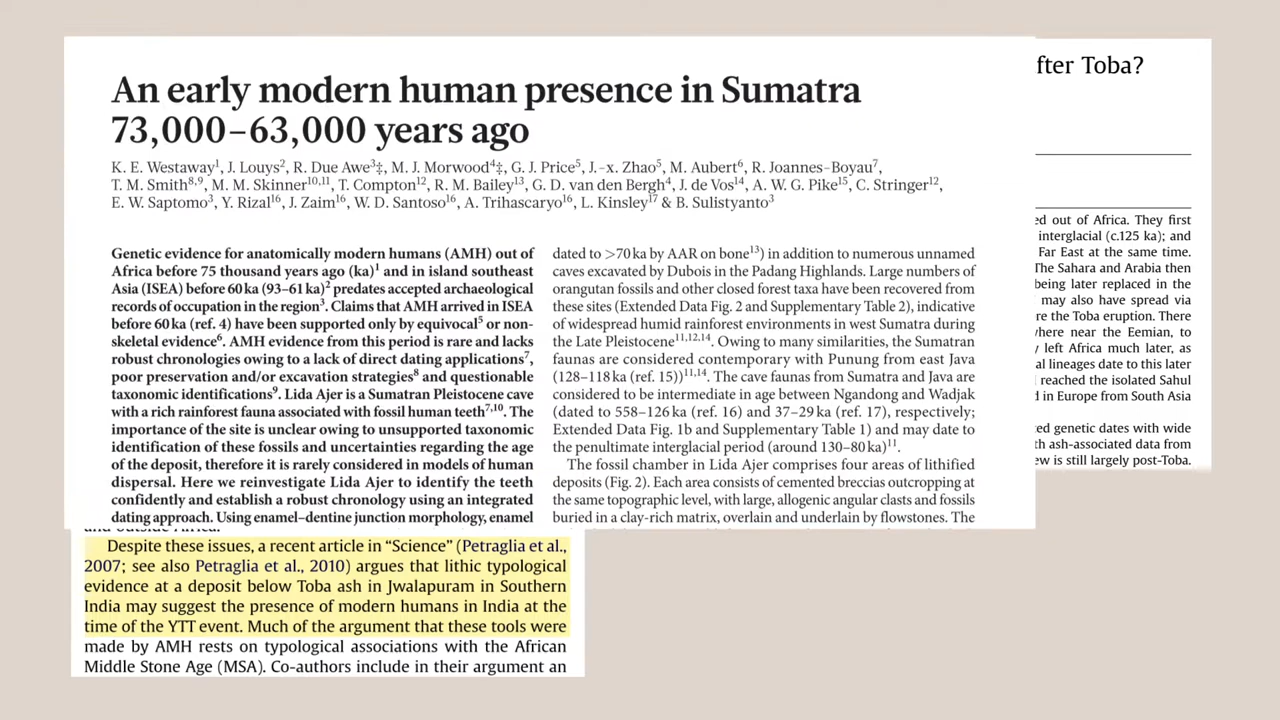 An early modern human presence in Sumatra
73,000–63,000 years ago
K. E. Westaway¹, J. Louys², R. Due Awe³‡, M. J. Morwood⁴‡, G. J. Price⁵, J.-x. Zhao⁵, M. Aubert⁶, R. Joannes-Boyau⁷,
T. M. Smith⁸,⁹, M. M. Skinner¹⁰,¹¹, T. Compton¹², R. M. Bailey¹³, G. D. van den Bergh⁴, J. de Vos¹⁴, A. W. G. Pike¹⁵, C. Stringer¹²,
E. W. Saptomo³, Y. Rizal¹⁶, J. Zaim¹⁶, W. D. Santoso¹⁶, A. Trihascaryo¹⁶, L. Kinsley¹⁷ & B. Sulistyanto³
Genetic evidence for anatomically modern humans (AMH) out of
Africa before 75 thousand years ago (ka)¹ and in island southeast
Asia (ISEA) before 60 ka (93–61 ka)² predates accepted archaeological
records of occupation in the region³. Claims that AMH arrived in ISEA
before 60 ka (ref. 4) have been supported only by equivocal⁵ or non-
skeletal evidence⁶. AMH evidence from this period is rare and lacks
robust chronologies owing to a lack of direct dating applications⁷,
poor preservation and/or excavation strategies⁸ and questionable
taxonomic identifications⁹. Lida Ajer is a Sumatran Pleistocene cave
with a rich rainforest fauna associated with fossil human teeth⁷,¹⁰. The
importance of the site is unclear owing to unsupported taxonomic
identification of these fossils and uncertainties regarding the age
of the deposit, therefore it is rarely considered in models of human
dispersal. Here we reinvestigate Lida Ajer to identify the teeth
confidently and establish a robust chronology using an integrated
dating approach. Using enamel–dentine junction morphology, enamel
dated to >70 ka by AAR on bone¹³) in addition to numerous unnamed
caves excavated by Dubois in the Padang Highlands. Large numbers of
orangutan fossils and other closed forest taxa have been recovered from
these sites (Extended Data Fig. 2 and Supplementary Table 2), indicative
of widespread humid rainforest environments in west Sumatra during
the Late Pleistocene¹¹,¹²,¹⁴. Owing to many similarities, the Sumatran
faunas are considered contemporary with Punung from east Java
(128–118 ka (ref. 15))¹¹,¹⁴. The cave faunas from Sumatra and Java are
considered to be intermediate in age between Ngandong and Wadjak
(dated to 558–126 ka (ref. 16) and 37–29 ka (ref. 17), respectively;
Extended Data Fig. 1b and Supplementary Table 1) and may date to
the penultimate interglacial period (around 130–80 ka)¹¹.
The fossil chamber in Lida Ajer comprises four areas of lithified
deposits (Fig. 2). Each area consists of cemented breccias outcropping at
the same topographic level, with large, allogenic angular clasts and fossils
buried in a clay-rich matrix, overlain and underlain by flowstones. The
fter Toba?
ed out of Africa. They first
interglacial (c.125 ka); and
Far East at the same time.
The Sahara and Arabia then
being later replaced in the
may also have spread via
re the Toba eruption. There
here near the Eemian, to
left Africa much later, as
al lineages date to this later
reached the isolated Sahul
d in Europe from South Asia
ed genetic dates with wide
th ash-associated data from
ew is still largely post-Toba.
Despite these issues, a recent article in “Science” (Petraglia et al.,
2007; see also Petraglia et al., 2010) argues that lithic typological
evidence at a deposit below Toba ash in Jwalapuram in Southern
India may suggest the presence of modern humans in India at the
time of the YTT event. Much of the argument that these tools were
made by AMH rests on typological associations with the African
Middle Stone Age (MSA). Co-authors include in their argument an